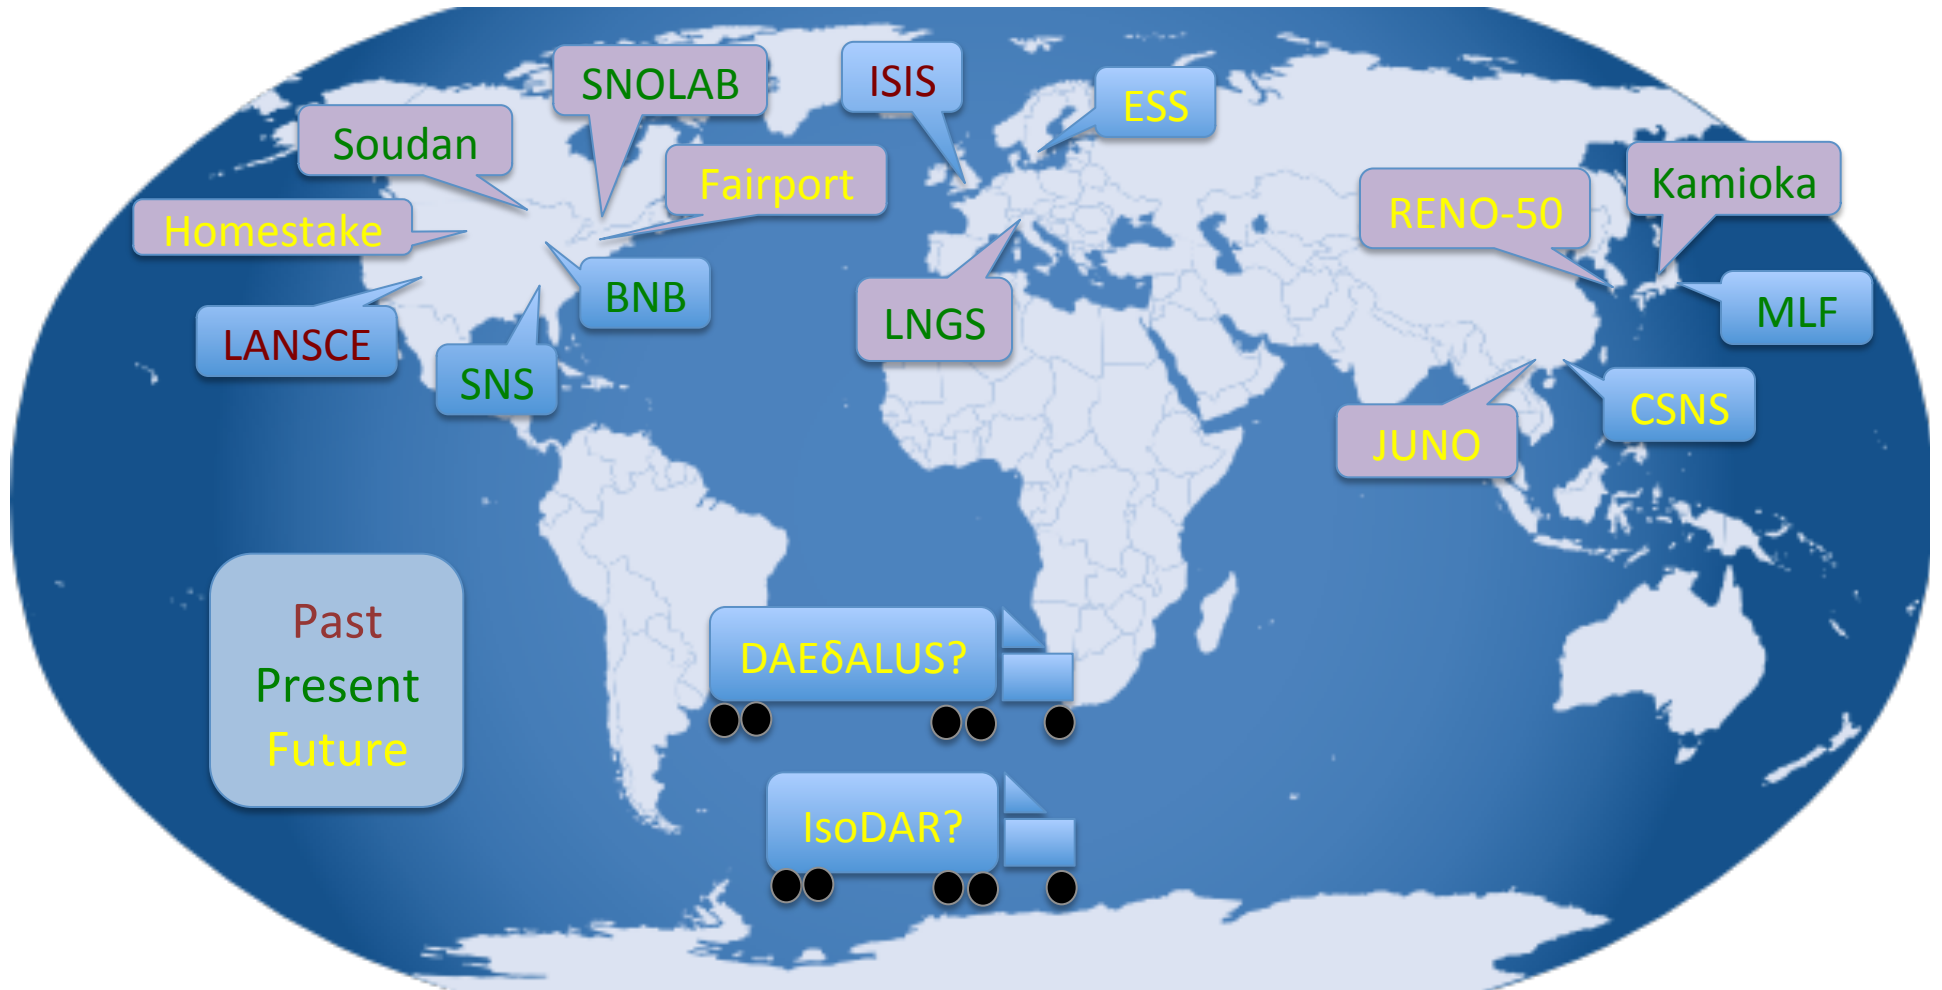 SNOLAB
ISIS
ESS
Soudan
Fairport
Kamioka
RENO-50
Homestake
BNB
LNGS
MLF
LANSCE
SNS
CSNS
JUNO
Past
Present
Future
DAEδALUS?
IsoDAR?